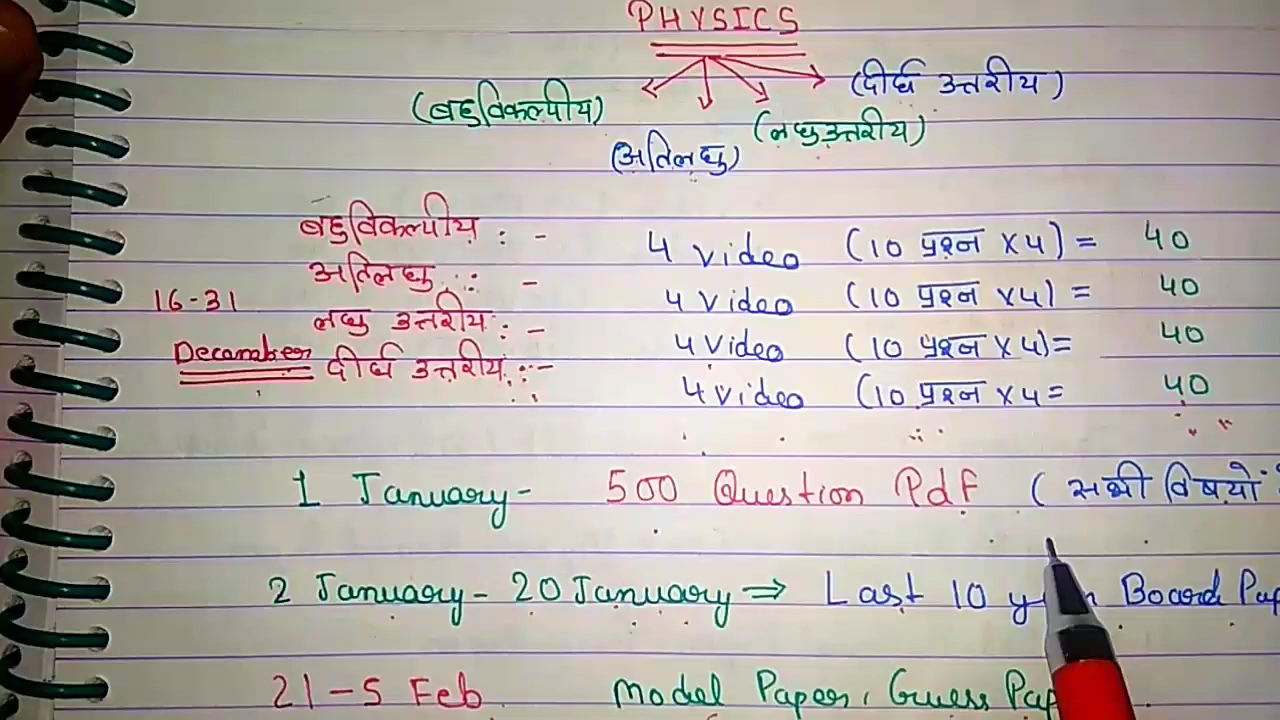 PHYSICS
(बहुविकल्पीय) (अतिलघु) (लघुउत्तरीय) (दीर्घ उत्तरीय)
बहुविकल्पीय : - 4 video (10 प्रश्न x4) = 40
अतिलघु : - 4 video (10 प्रश्न x4) = 40
16-31 लघु उत्तरीय : - 4 video (10 प्रश्न x4) = 40
Decamber दीर्घ उत्तरीय : - 4 video (10 प्रश्न x4 = 40
1 January - 500 Question Pdf ( सभी विषयों
2 January - 20 January ⇒ Last 10 Board Pap
21-5 Feb Model Paper, Guess Pap